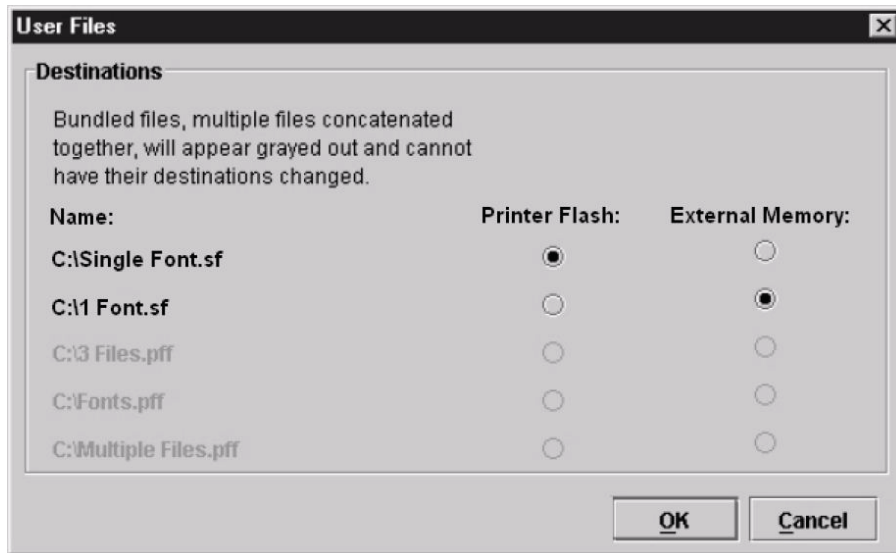 User Files
Destinations
Bundled files, multiple files concatenated
together, will appear grayed out and cannot
have their destinations changed.
Name: Printer Flash: External Memory:
C:\Single Font.sf
C:\1 Font.sf
C:\3 Files.pff
C:\Fonts.pff
C:\Multiple Files.pff
OK Cancel